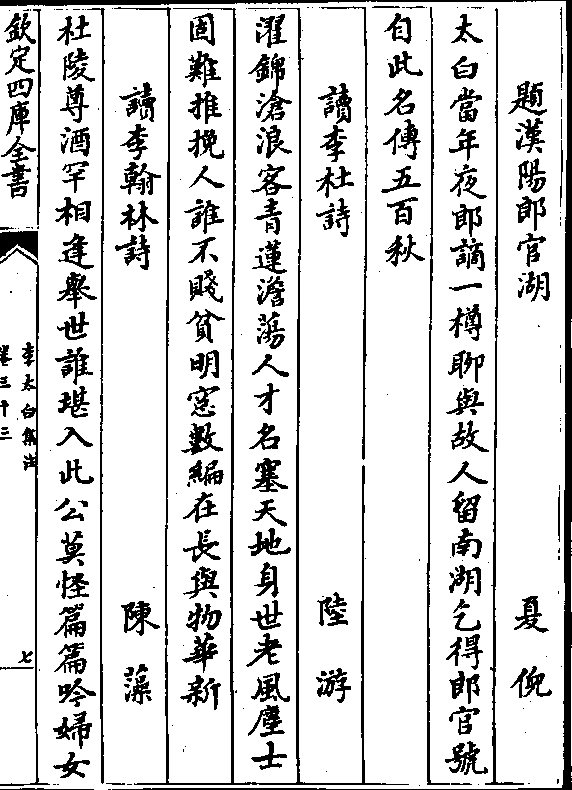 題漢陽郎官湖 夏倪
太白當年夜郎謫一樽聊與故人留南湖乞得郎官號
自此名傳五百秋
讀李杜詩 陸游
濯錦滄浪客青蓮澹蕩人才名塞天地身世老風塵士
固難推挽人誰不賤貧明窓數編在長與物華新
讀李翰林詩 陳藻
杜陵尊酒罕相逢舉世誰堪入此公莫怪篇篇吟婦女
欽定四庫全書
李太白集注
卷三十三
七